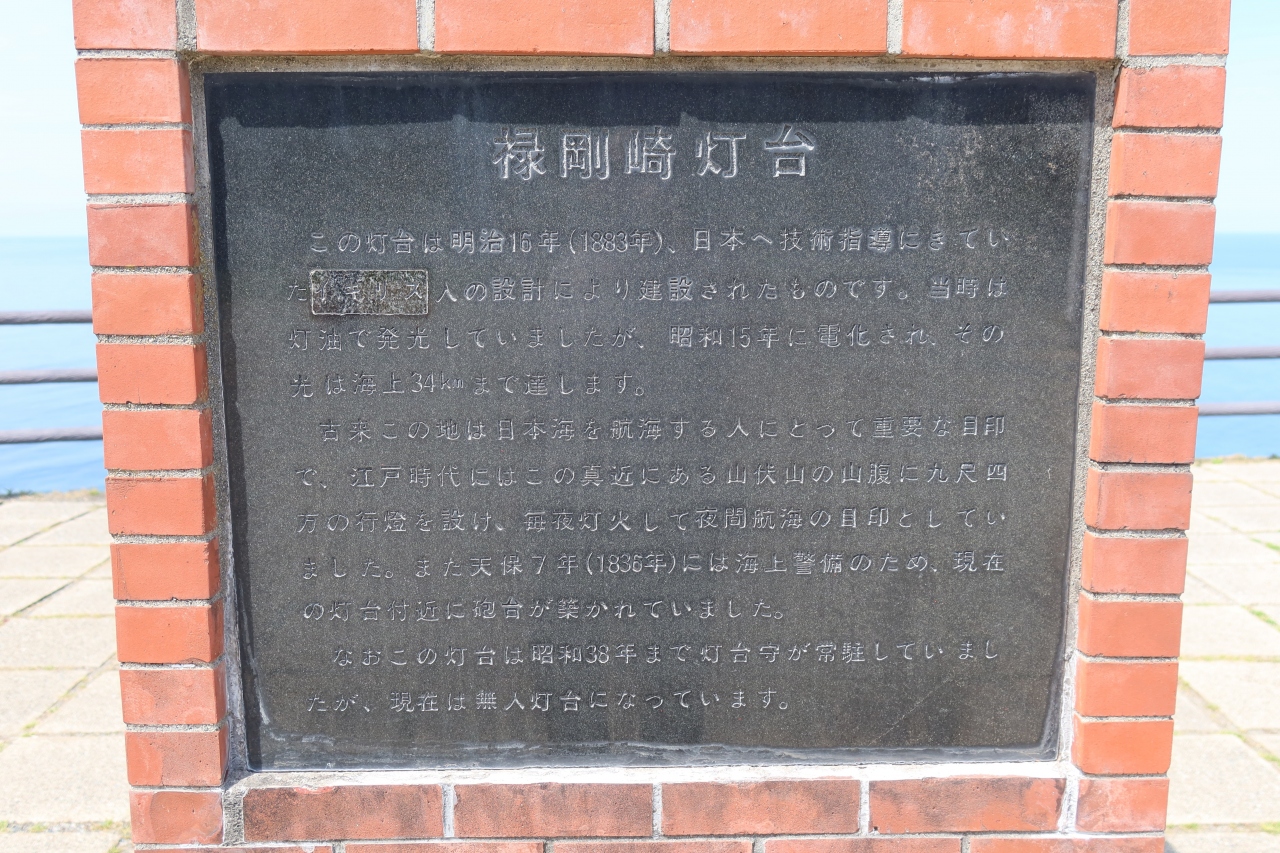 禄剛崎灯台
この灯台は明治16年(1883年)、日本へ技術指導にきてい
たイギリス人の設計により建設されたものです。当時は
灯油で発光していましたが、昭和15年に電化され、その
光は海上34kmまで達します。
古来この地は日本海を航海する人にとって重要な目印
で、江戸時代にはこの真近にある山伏山の山腹に九尺四
方の行燈を設け、毎夜灯火して夜間航海の目印としてい
ました。また天保7年(1836年)には海上警備のため、現在
の灯台付近に砲台が築かれていました。
なおこの灯台は昭和38年まで灯台守が常駐していまし
たが、現在は無人灯台になっています。